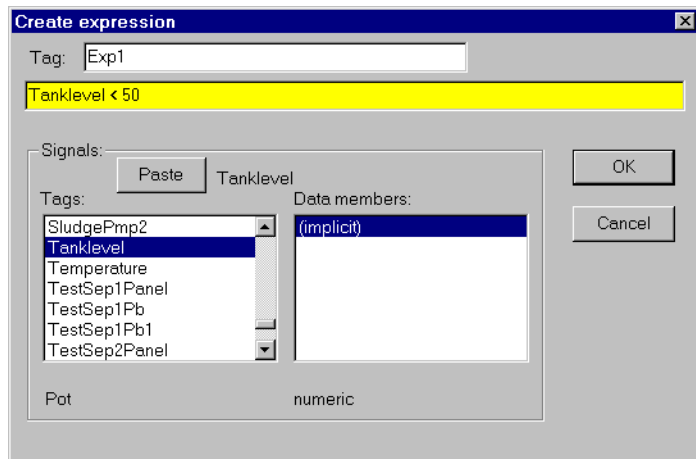 Create expression
Tag: Exp1
Tanklevel < 50
Signals:
Paste Tanklevel
OK
Tags: Data members:
SludgePmp2 (implicit)
Tanklevel
Cancel
Temperature
TestSep1Panel
TestSep1Pb
TestSep1Pb1
TestSep2Panel
Pot numeric